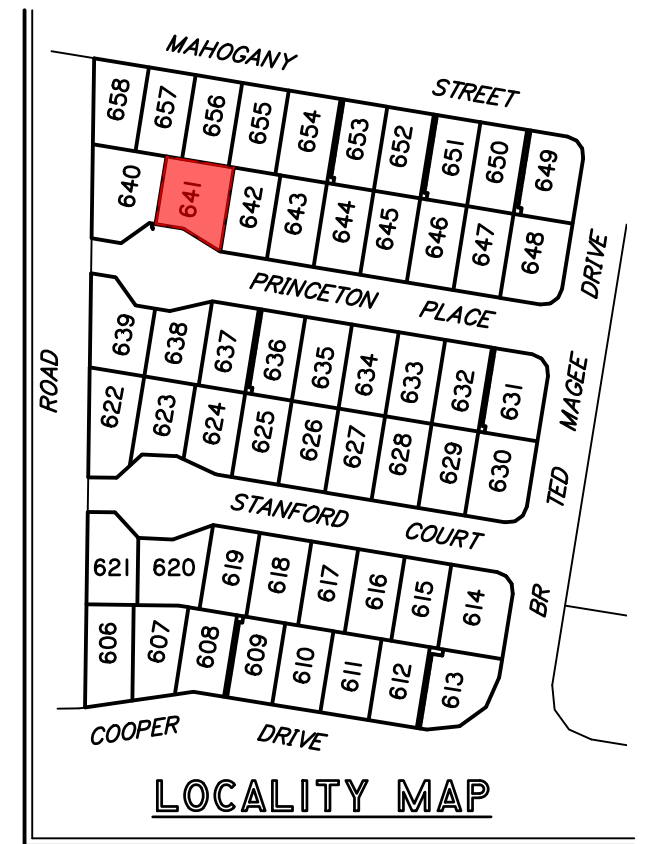 MAHOGANY STREET
658 657 656 655 654 653 652 651 650 649
640 641 642 643 644 645 646 647 648
DRIVE
PRINCETON PLACE
639 638 637 636 635 634 633 632 631
ROAD
MAGEE
622 623 624 625 626 627 628 629 630
TED
STANFORD COURT
621 620 619 618 617 616 615 614
BR
606 607 608 609 610 611 612 613
COOPER DRIVE
LOCALITY MAP